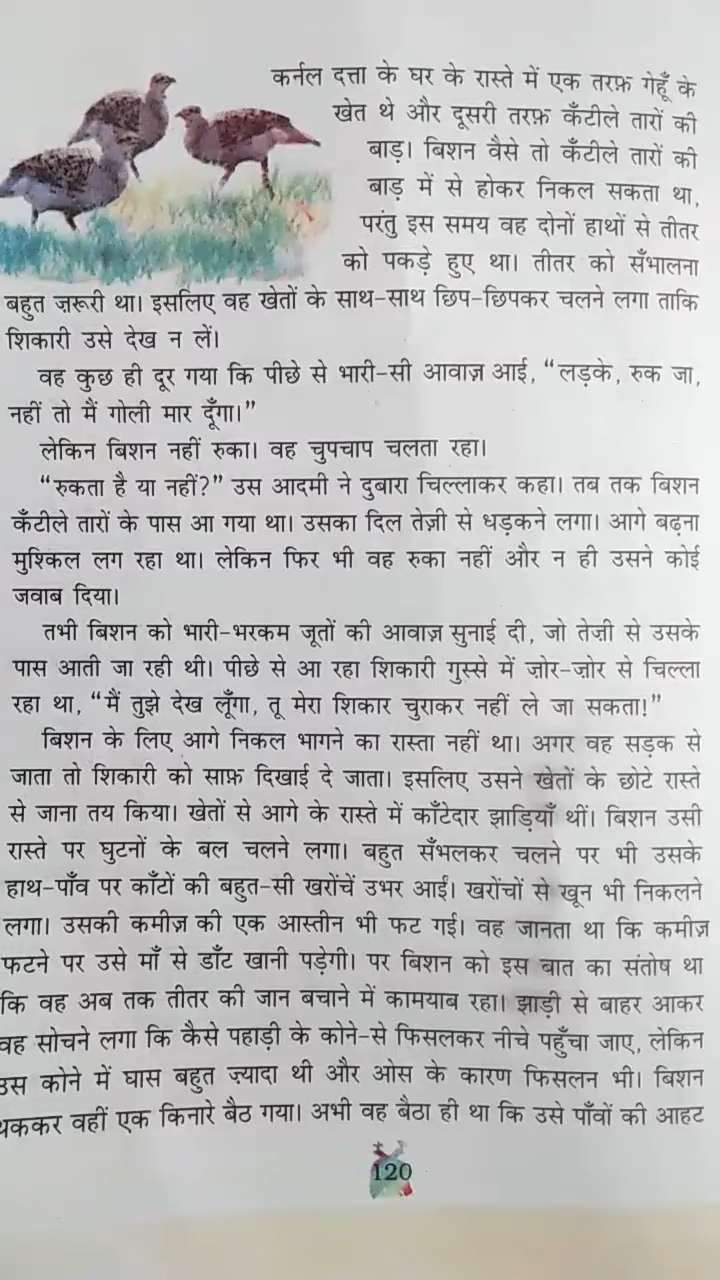 कर्नल दत्ता के घर के रास्ते में एक तरफ़ गेहूँ के
खेत थे और दूसरी तरफ़ कँटीले तारों की
बाड़। बिशन वैसे तो कँटीले तारों की
बाड़ में से होकर निकल सकता था,
परंतु इस समय वह दोनों हाथों से तीतर
को पकड़े हुए था। तीतर को सँभालना
बहुत ज़रूरी था। इसलिए वह खेतों के साथ-साथ छिप-छिपकर चलने लगा ताकि
शिकारी उसे देख न लें।
वह कुछ ही दूर गया कि पीछे से भारी-सी आवाज़ आई, “लड़के, रुक जा,
नहीं तो मैं गोली मार दूँगा।”
लेकिन बिशन नहीं रुका। वह चुपचाप चलता रहा।
“रुकता है या नहीं?” उस आदमी ने दुबारा चिल्लाकर कहा। तब तक बिशन
कँटीले तारों के पास आ गया था। उसका दिल तेज़ी से धड़कने लगा। आगे बढ़ना
मुश्किल लग रहा था। लेकिन फिर भी वह रुका नहीं और न ही उसने कोई
जवाब दिया।
तभी बिशन को भारी-भरकम जूतों की आवाज़ सुनाई दी, जो तेज़ी से उसके
पास आती जा रही थी। पीछे से आ रहा शिकारी गुस्से में ज़ोर-ज़ोर से चिल्ला
रहा था, “मैं तुझे देख लूँगा, तू मेरा शिकार चुराकर नहीं ले जा सकता!”
बिशन के लिए आगे निकल भागने का रास्ता नहीं था। अगर वह सड़क से
जाता तो शिकारी को साफ़ दिखाई दे जाता। इसलिए उसने खेतों के छोटे रास्ते
से जाना तय किया। खेतों से आगे के रास्ते में काँटेदार झाड़ियाँ थीं। बिशन उसी
रास्ते पर घुटनों के बल चलने लगा। बहुत सँभलकर चलने पर भी उसके
हाथ-पाँव पर काँटों की बहुत-सी खरोंचें उभर आईं। खरोंचों से खून भी निकलने
लगा। उसकी कमीज़ की एक आस्तीन भी फट गई। वह जानता था कि कमीज़
फटने पर उसे माँ से डाँट खानी पड़ेगी। पर बिशन को इस बात का संतोष था
कि वह अब तक तीतर की जान बचाने में कामयाब रहा। झाड़ी से बाहर आकर
वह सोचने लगा कि कैसे पहाड़ी के कोने-से फिसलकर नीचे पहुँचा जाए, लेकिन
उस कोने में घास बहुत ज़्यादा थी और ओस के कारण फिसलन भी। बिशन
थककर वहीं एक किनारे बैठ गया। अभी वह बैठा ही था कि उसे पाँवों की आहट
120